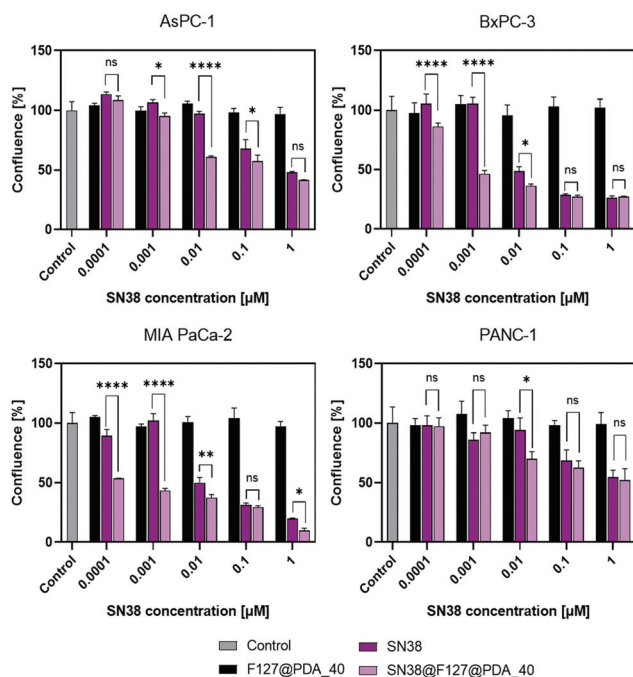 AsPC-1
Confluence [%]
150
100
50
0
ns
*
****
*
ns
Control
0.0001
0.001
0.01
0.1
1
SN38 concentration [µM]
BxPC-3
Confluence [%]
150
100
50
0
****
****
*
ns
ns
Control
0.0001
0.001
0.01
0.1
1
SN38 concentration [µM]
MIA PaCa-2
Confluence [%]
150
100
50
0
****
****
**
ns
*
Control
0.0001
0.001
0.01
0.1
1
SN38 concentration [µM]
PANC-1
Confluence [%]
150
100
50
0
ns
ns
*
ns
ns
Control
0.0001
0.001
0.01
0.1
1
SN38 concentration [µM]
Control
SN38
F127@PDA_40
SN38@F127@PDA_40